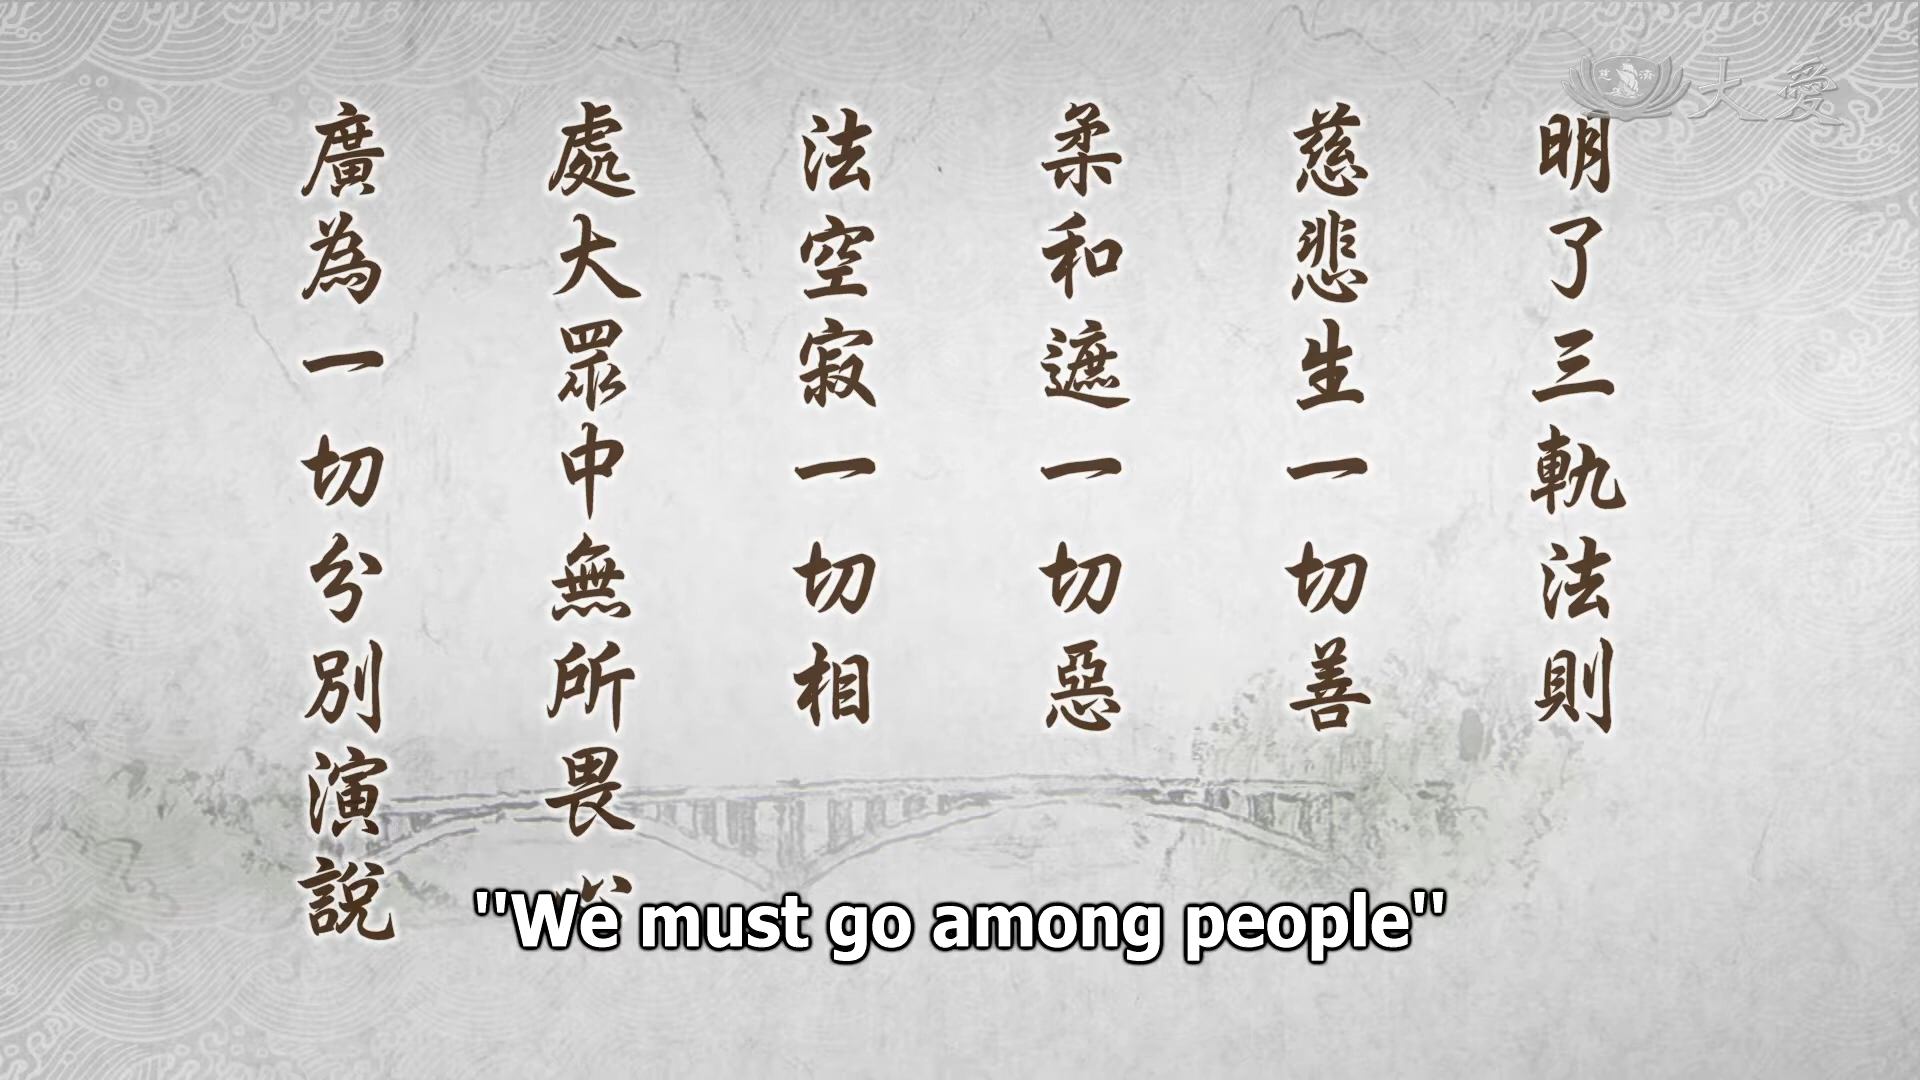 明了三軌法則
慈悲生一切善
柔和遮一切惡
法空寂一切相
處大眾中無所畏
廣為一切分別演說
大愛
慈濟
"We must go among people"